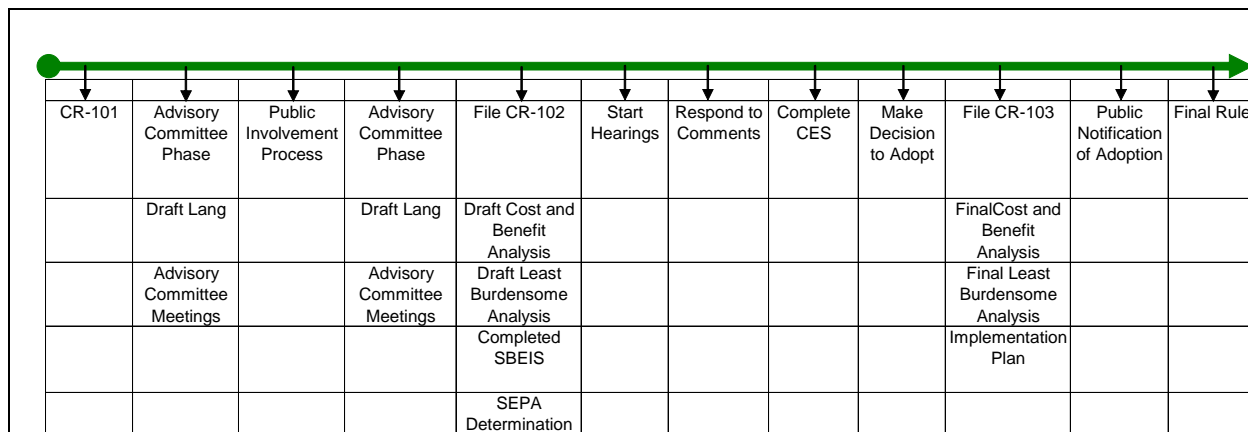 CR-101
Advisory
Committee
Phase
Public
Involvement
Process
Advisory
Committee
Phase
File CR-102
Start
Hearings
Respond to
Comments
Complete
CES
Make
Decision
to Adopt
File CR-103
Public
Notification
of Adoption
Final Rule
Draft Lang
Draft Lang
Draft Cost and
Benefit
Analysis
FinalCost and
Benefit
Analysis
Advisory
Committee
Meetings
Advisory
Committee
Meetings
Draft Least
Burdensome
Analysis
Final Least
Burdensome
Analysis
Completed
SBEIS
Implementation
Plan
SEPA
Determination